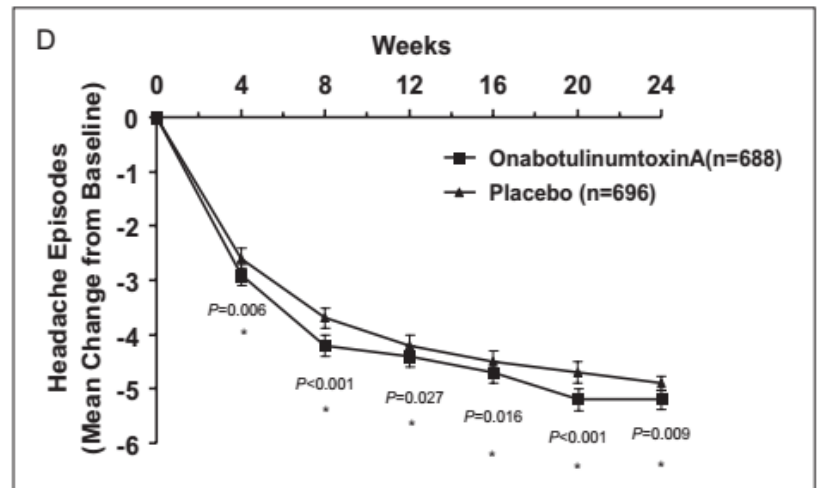 D
Weeks
0 4 8 12 16 20 24
Headache Episodes
(Mean Change from Baseline)
0
-1
-2
-3
-4
-5
-6
OnabotulinumtoxinA(n=688)
Placebo (n=696)
P=0.006
*
P<0.001
*
P=0.027
*
P=0.016
*
P<0.001
*
P=0.009
*